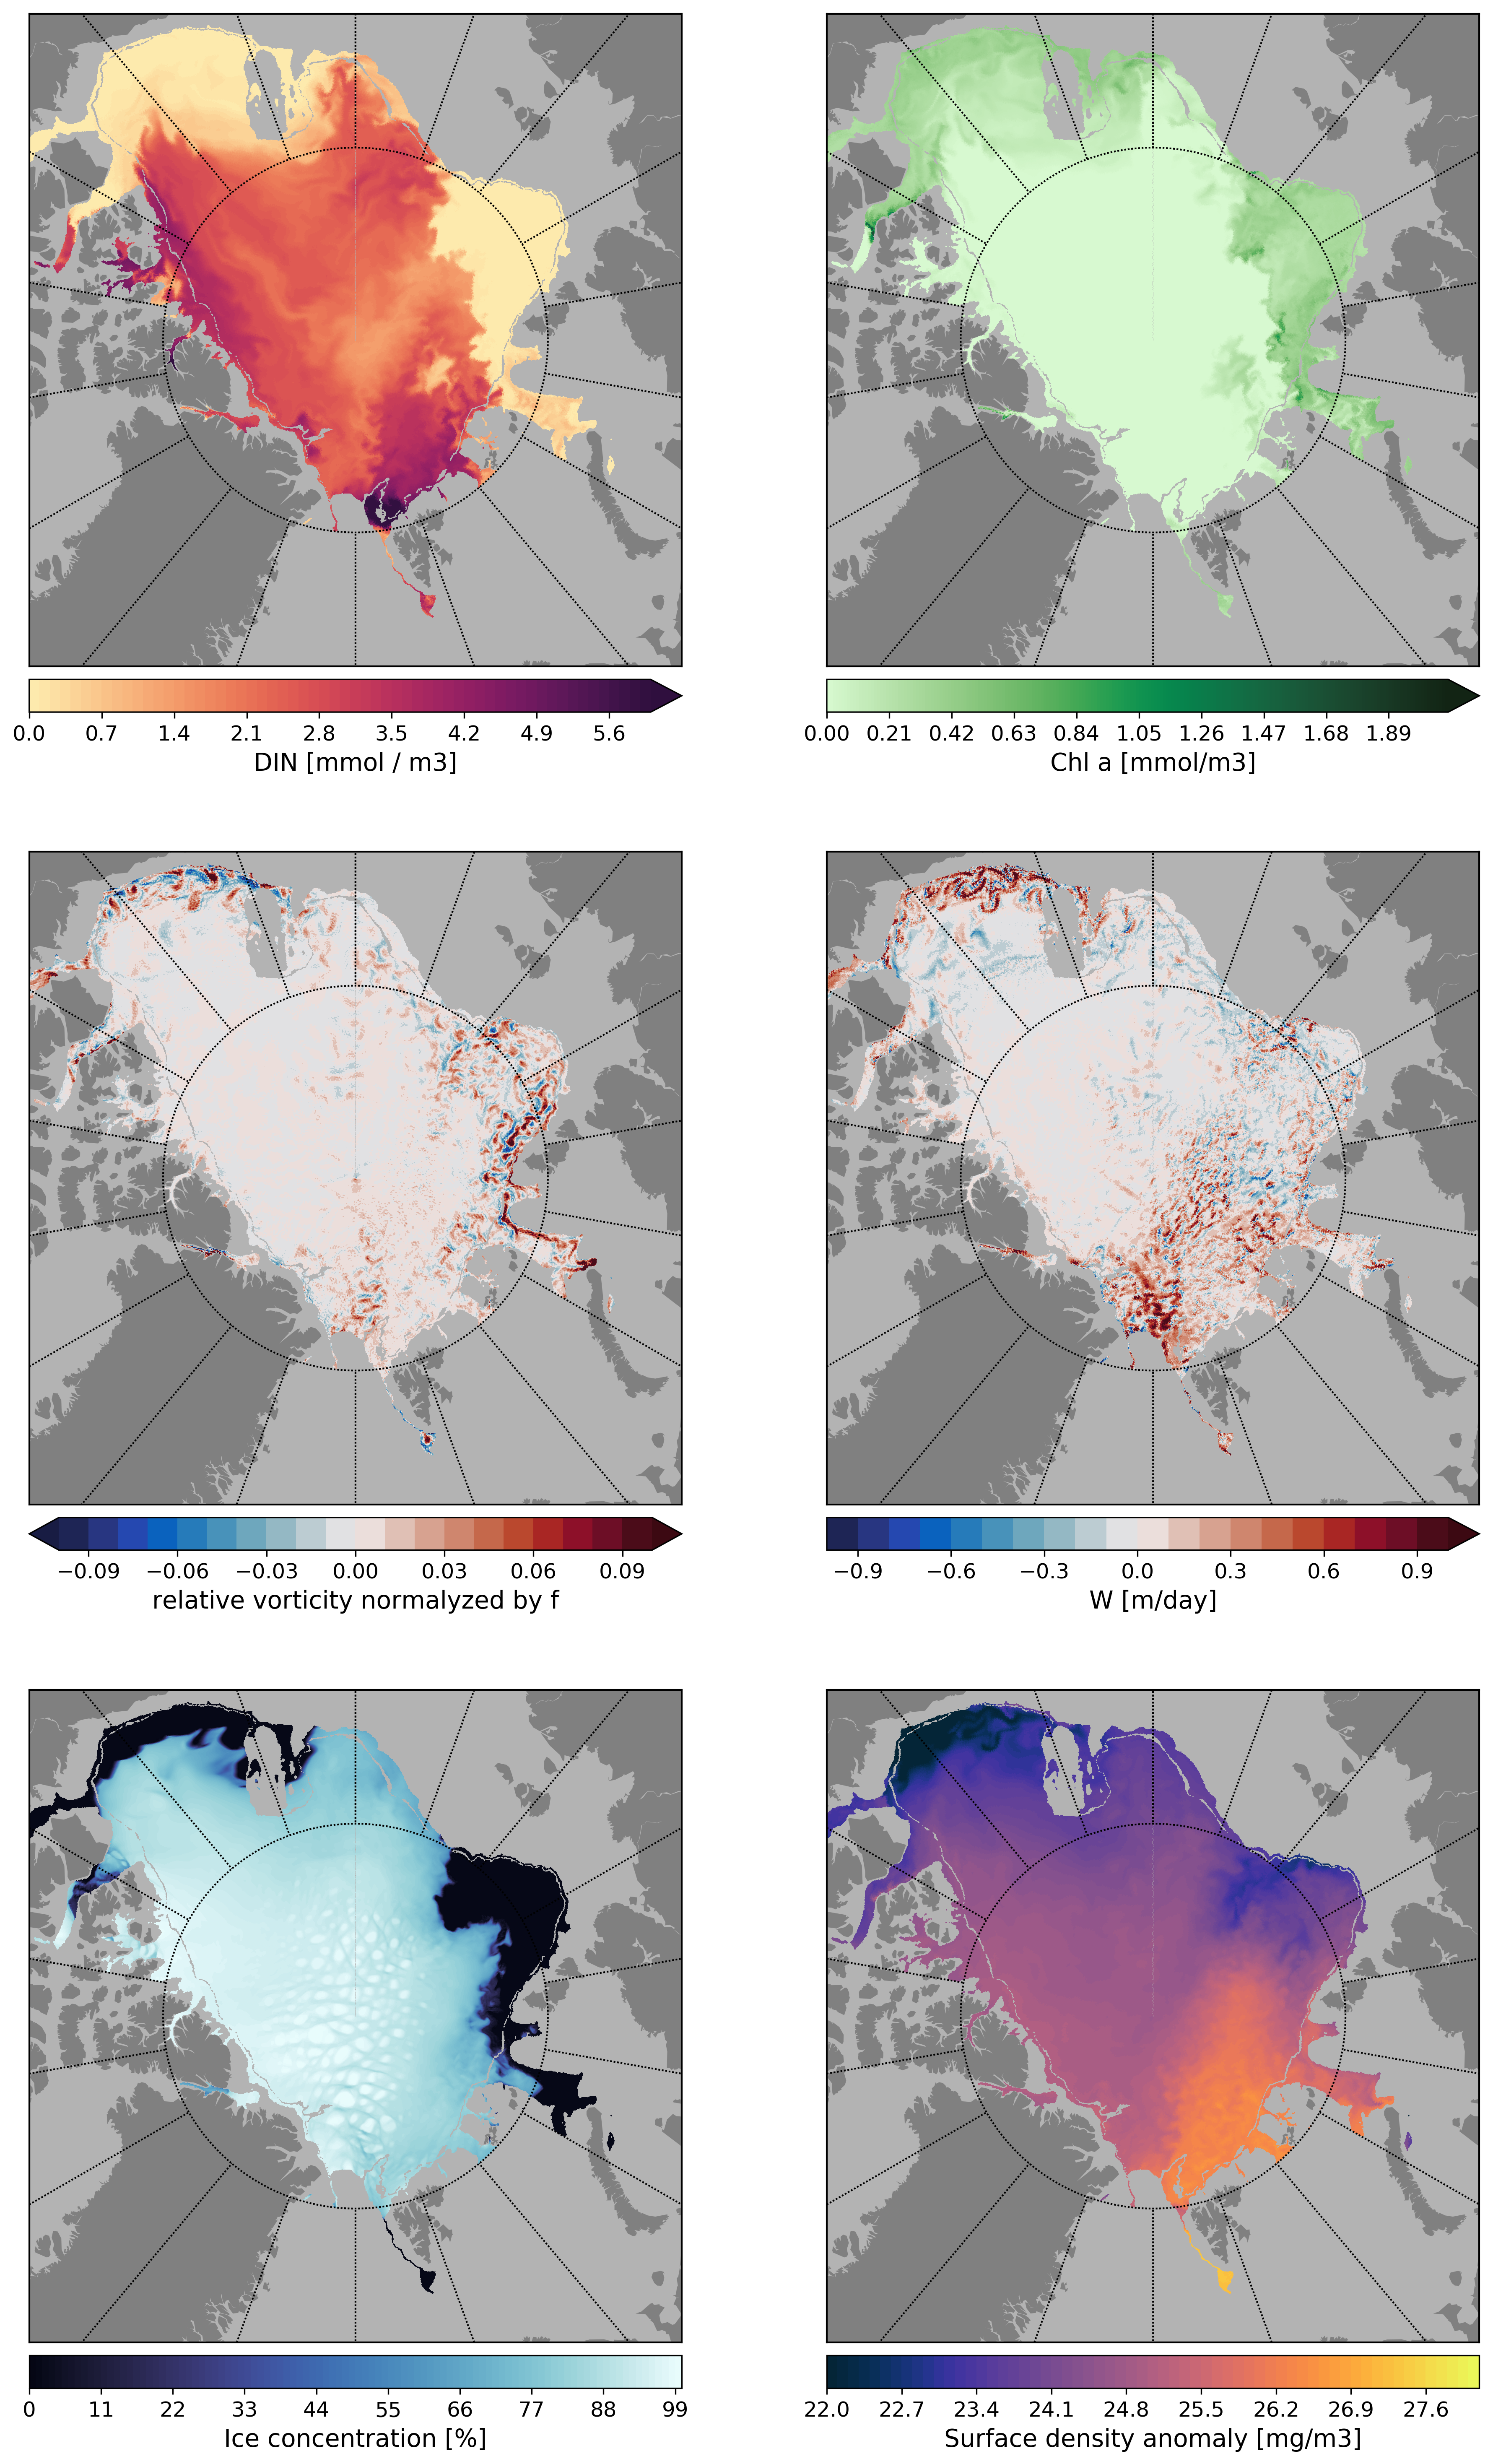 0.0 0.7 1.4 2.1 2.8 3.5 4.2 4.9 5.6
DIN [mmol / m3]
0.00 0.21 0.42 0.63 0.84 1.05 1.26 1.47 1.68 1.89
Chl a [mmol/m3]
−0.09 −0.06 −0.03 0.00 0.03 0.06 0.09
relative vorticity normalyzed by f
−0.9 −0.6 −0.3 0.0 0.3 0.6 0.9
W [m/day]
0 11 22 33 44 55 66 77 88 99
Ice concentration [%]
22.0 22.7 23.4 24.1 24.8 25.5 26.2 26.9 27.6
Surface density anomaly [mg/m3]